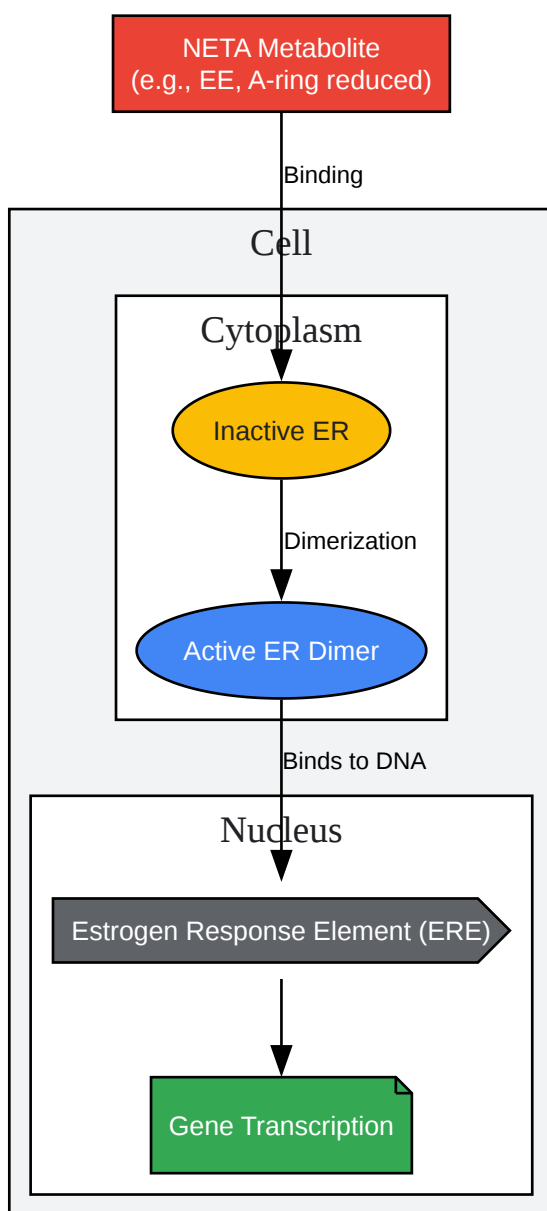 NETA Metabolite
(e.g., EE, A-ring reduced)
Binding
Cell
Cytoplasm
Inactive ER
Dimerization
Active ER Dimer
Binds to DNA
Nucleus
Estrogen Response Element (ERE)
Gene Transcription